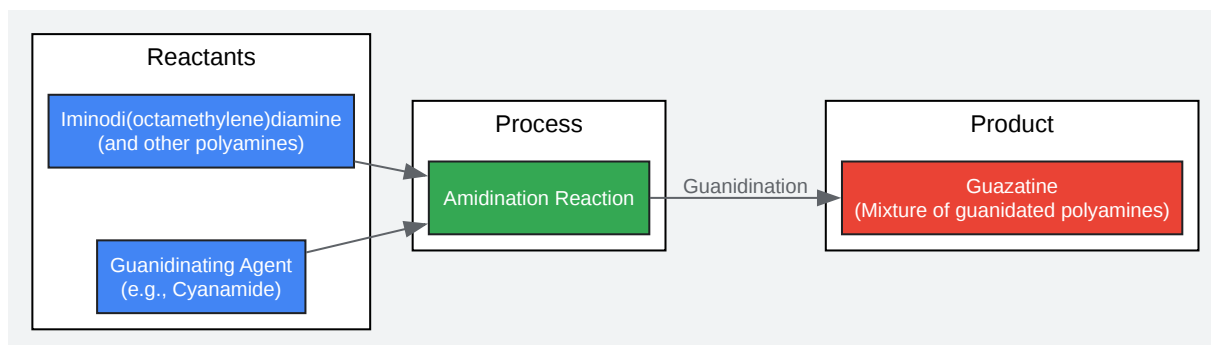 Reactants
Iminodi(octamethylene)diamine
(and other polyamines)
Guanidinating Agent
(e.g., Cyanamide)
Process
Amidination Reaction
Guanidination
Product
Guazatine
(Mixture of guanidated polyamines)